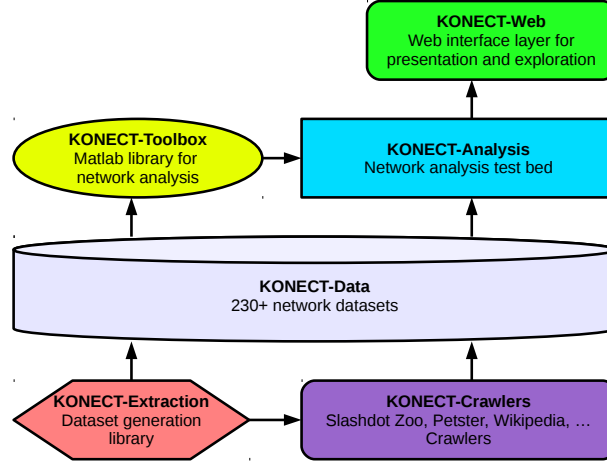 KONECT-Web
Web interface layer for
presentation and exploration
KONECT-Toolbox
Matlab library for
network analysis
KONECT-Analysis
Network analysis test bed
KONECT-Data
230+ network datasets
KONECT-Extraction
Dataset generation
library
KONECT-Crawlers
Slashdot Zoo, Petster, Wikipedia, …
Crawlers